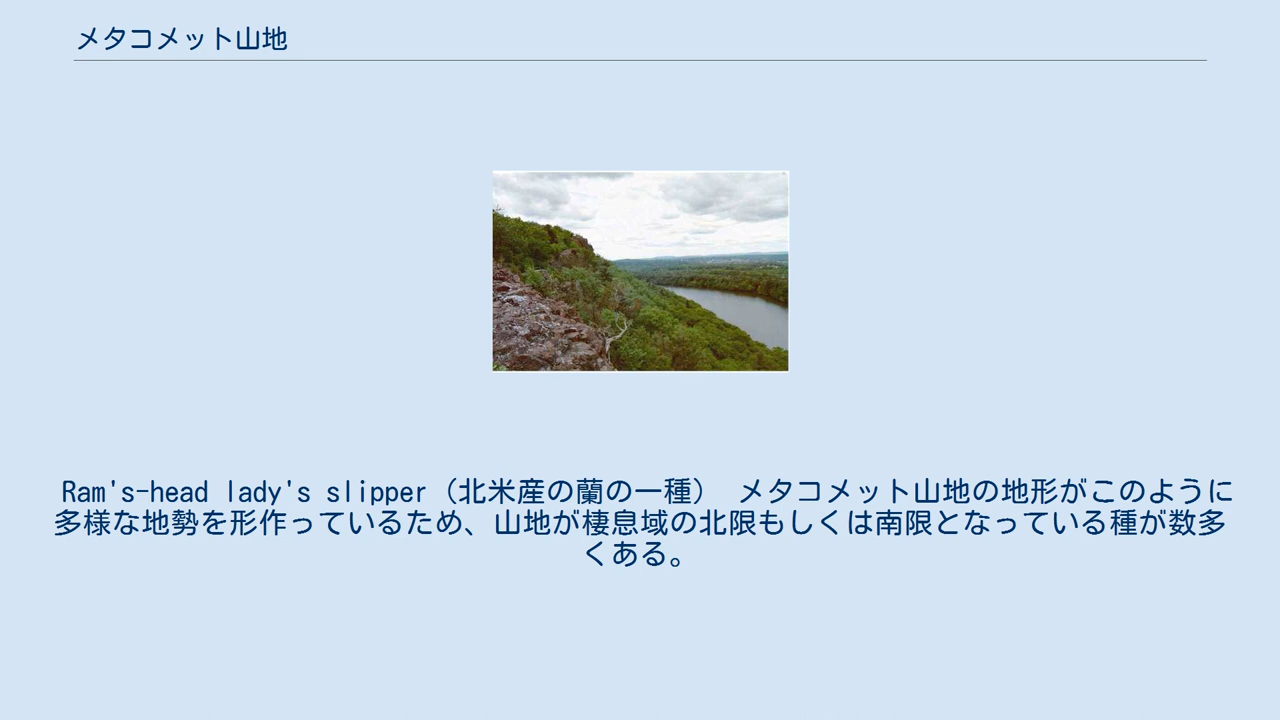 メタコメット山地
Ram's-head lady's slipper（北米産の蘭の一種） メタコメット山地の地形がこのように
多様な地勢を形作っているため、山地が棲息域の北限もしくは南限となっている種が数多
くある。